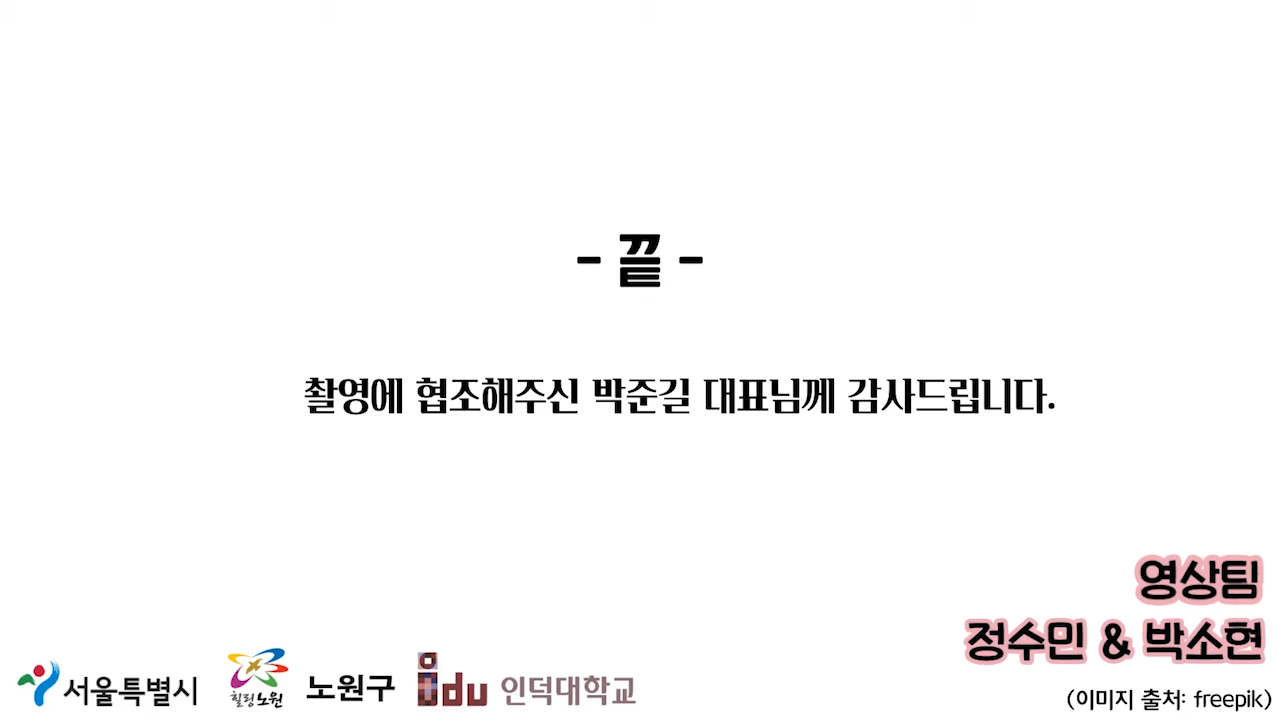 - 끝 -
촬영에 협조해주신 박준길 대표님께 감사드립니다.
영상팀
정수민 & 박소현
서울특별시 힐링노원 노원구 idu 인덕대학교
(이미지 출처: freepik)